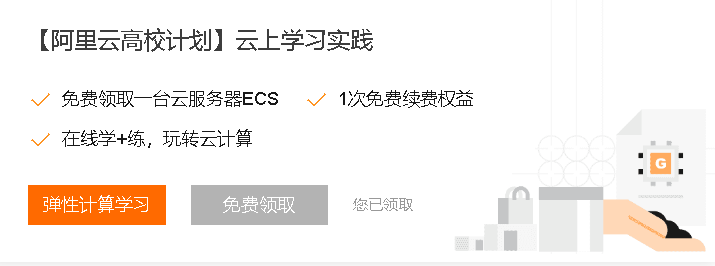 【阿里云高校计划】云上学习实践
免费领取一台云服务器ECS 1次免费续费权益
在线学+练，玩转云计算
弹性计算学习 免费领取 您已领取
G